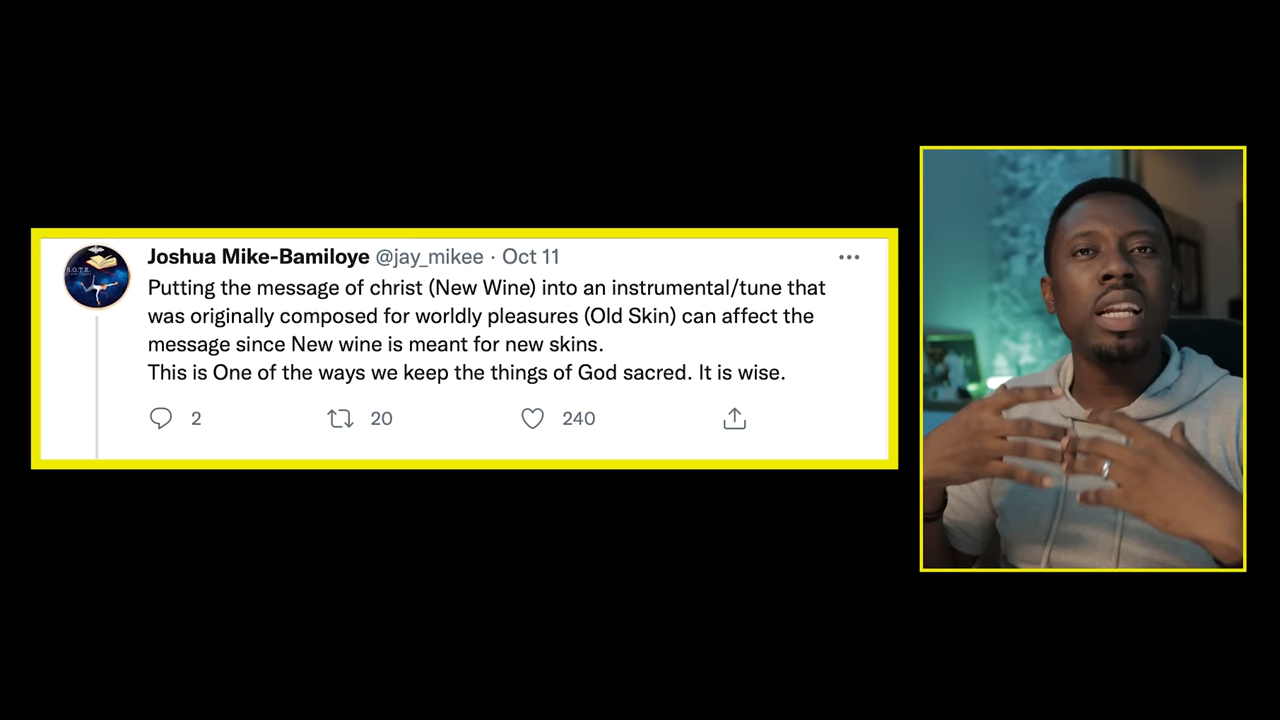 Joshua Mike-Bamiloye @jay_mikee · Oct 11
Putting the message of christ (New Wine) into an instrumental/tune that
was originally composed for worldly pleasures (Old Skin) can affect the
message since New wine is meant for new skins.
This is One of the ways we keep the things of God sacred. It is wise.
2 20 240